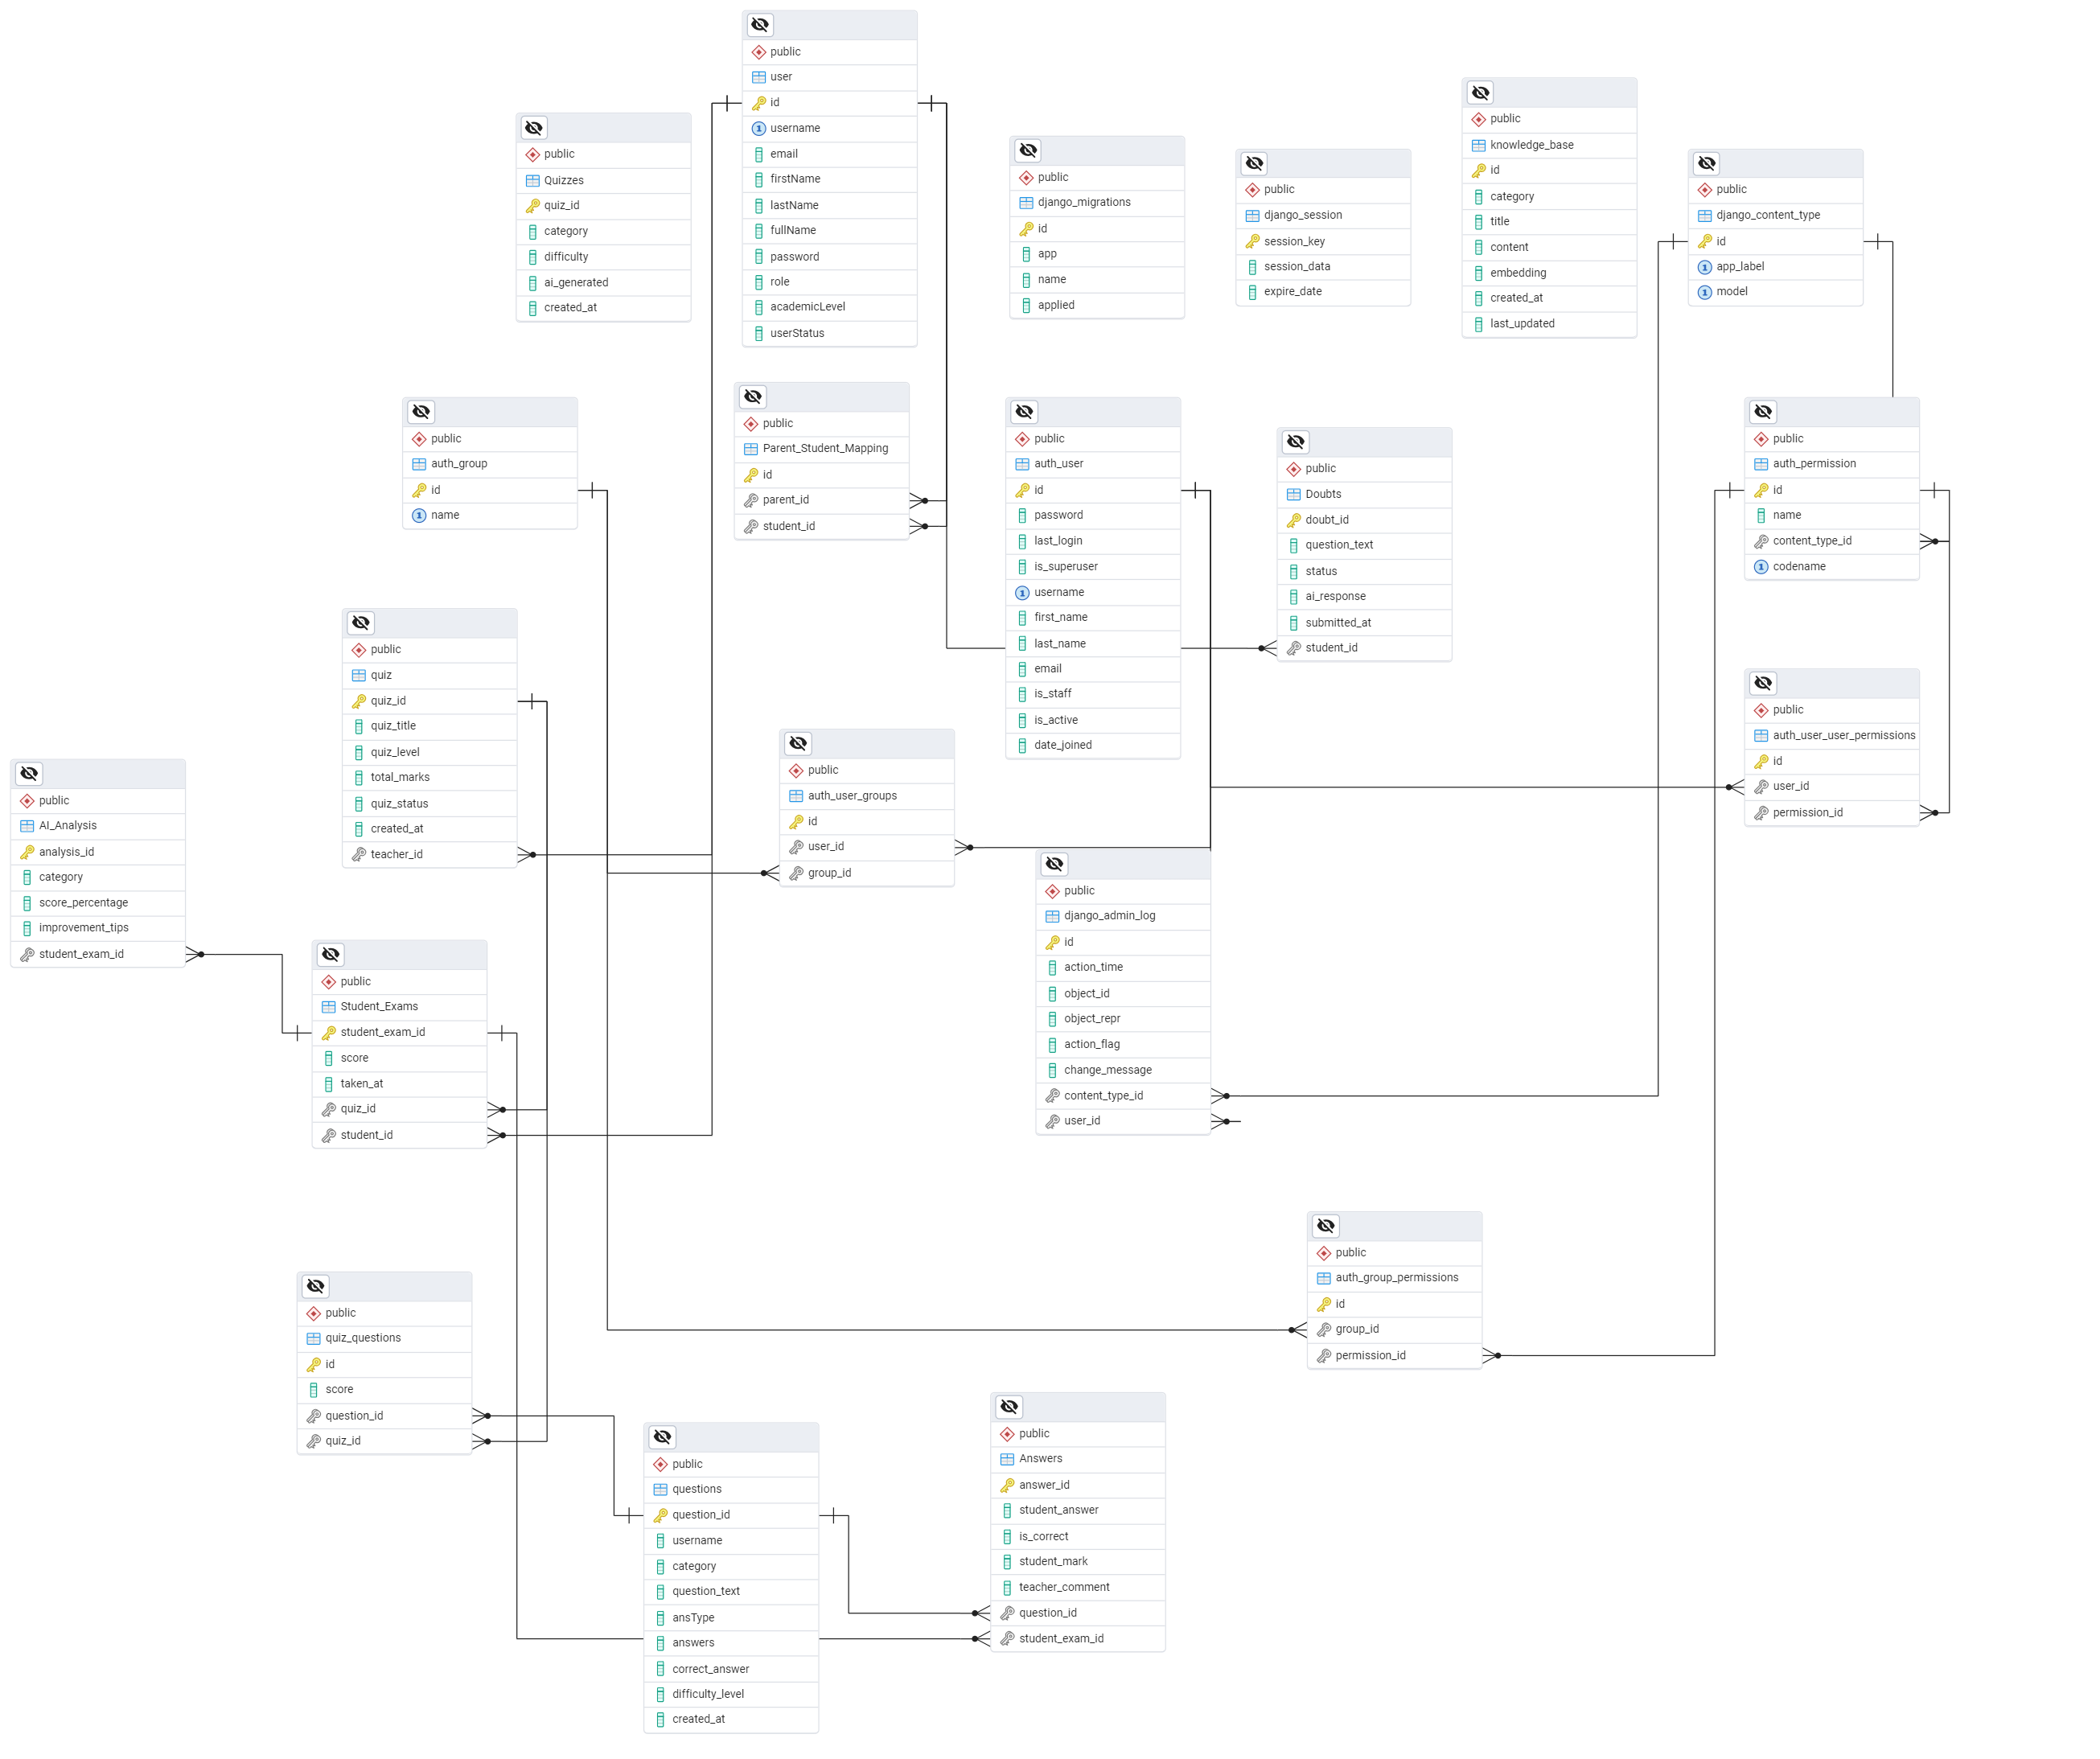 public
user
id
username
email
firstName
lastName
fullName
password
role
academicLevel
userStatus
public
Quizzes
quiz_id
category
difficulty
ai_generated
created_at
public
django_migrations
id
app
name
applied
public
django_session
session_key
session_data
expire_date
public
knowledge_base
id
category
title
content
embedding
created_at
last_updated
public
django_content_type
id
app_label
model
public
auth_group
id
name
public
Parent_Student_Mapping
id
parent_id
student_id
public
auth_user
id
password
last_login
is_superuser
username
first_name
last_name
email
is_staff
is_active
date_joined
public
Doubts
doubt_id
question_text
status
ai_response
submitted_at
student_id
public
auth_permission
id
name
content_type_id
codename
public
quiz
quiz_id
quiz_title
quiz_level
total_marks
quiz_status
created_at
teacher_id
public
auth_user_user_permissions
id
user_id
permission_id
public
auth_user_groups
id
user_id
group_id
public
AI_Analysis
analysis_id
category
score_percentage
improvement_tips
student_exam_id
public
django_admin_log
id
action_time
object_id
object_repr
action_flag
change_message
content_type_id
user_id
public
Student_Exams
student_exam_id
score
taken_at
quiz_id
student_id
public
auth_group_permissions
id
group_id
permission_id
public
quiz_questions
id
score
question_id
quiz_id
public
questions
question_id
username
category
question_text
ansType
answers
correct_answer
difficulty_level
created_at
public
Answers
answer_id
student_answer
is_correct
student_mark
teacher_comment
question_id
student_exam_id